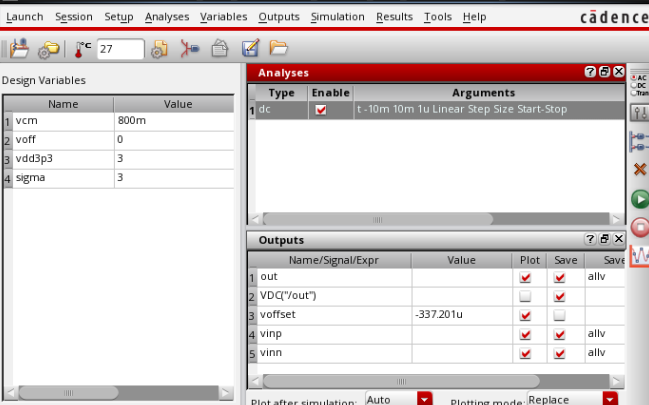 Launch Session Setup Analyses Variables Outputs Simulation Results Tools Help cādence
°C 27
Design Variables
Name Value
1 vcm 800m
2 voff 0
3 vdd3p3 3
4 sigma 3
Analyses
Type Enable Arguments
1 dc t -10m 10m 1u Linear Step Size Start-Stop
AC
DC
Tran
Outputs
Name/Signal/Expr Value Plot Save Save
1 out allv
2 VDC("/out")
3 voffset -337.201u
4 vinp allv
5 vinn allv
Plot after simulation: Auto Plotting mode: Replace